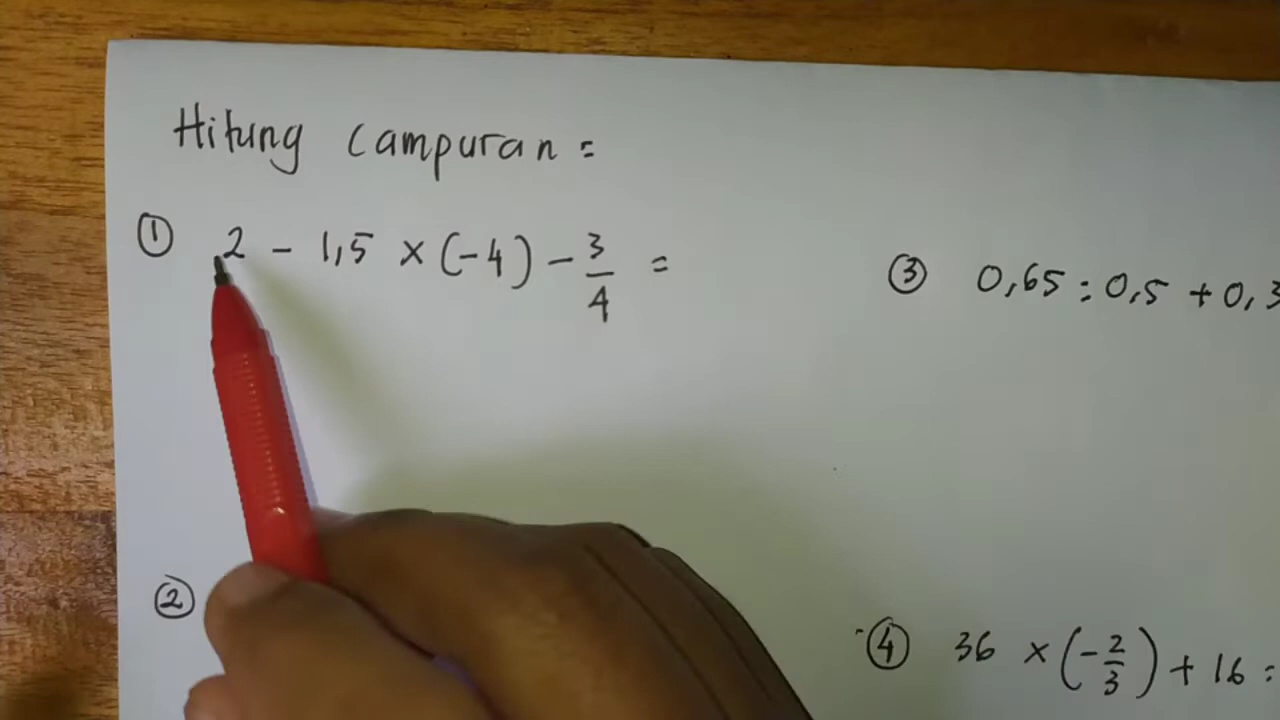 Hitung Campuran =
① 2 - 1,5 × (-4) - 3/4 =
②
③ 0,65 : 0,5 + 0,3
④ 36 × (-2/3) + 16 :